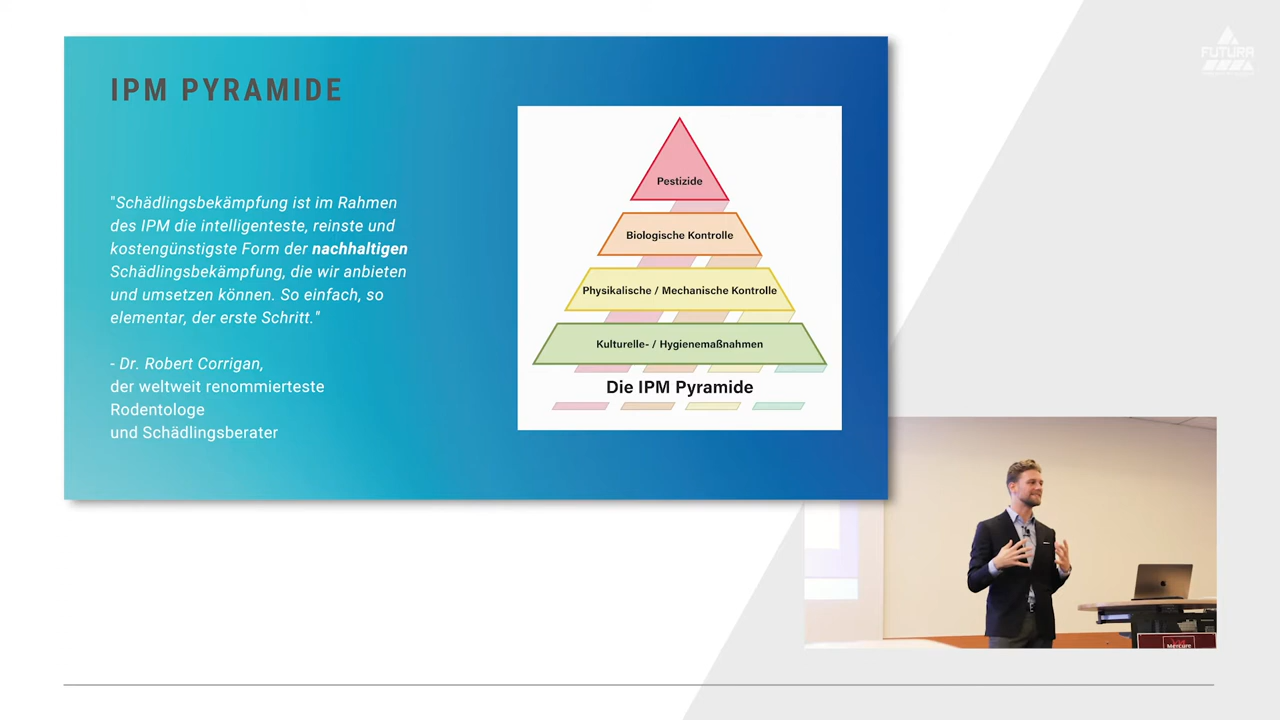 FUTURA
IPM PYRAMIDE
"Schädlingsbekämpfung ist im Rahmen
des IPM die intelligenteste, reinste und
kostengünstigste Form der nachhaltigen
Schädlingsbekämpfung, die wir anbieten
und umsetzen können. So einfach, so
elementar, der erste Schritt."
- Dr. Robert Corrigan,
der weltweit renommierteste
Rodentologe
und Schädlingsberater
Pestizide
Biologische Kontrolle
Physikalische / Mechanische Kontrolle
Kulturelle- / Hygienemaßnahmen
Die IPM Pyramide
Mercure